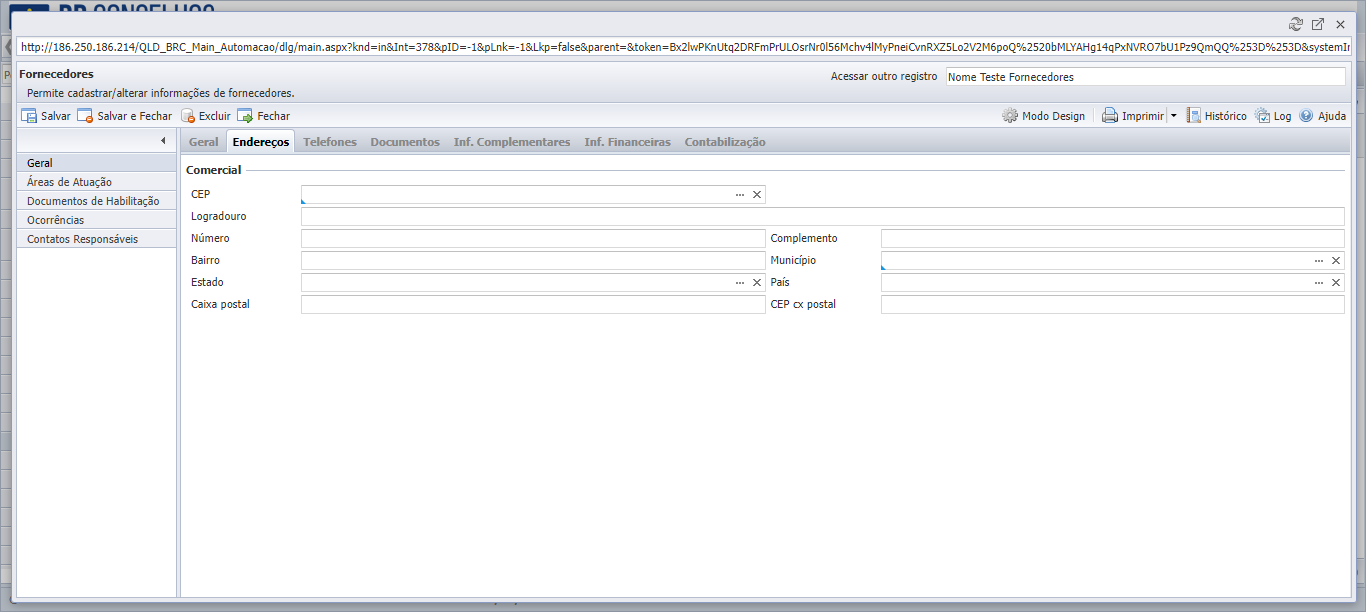 http://186.250.186.214/QLD_BRC_Main_Automacao/dlg/main.aspx?knd=in&Int=378&pID=-1&pLnk=-1&Lkp=false&parent=&token=Bx2lwPKnUtq2DRFmPrULOsrNr0l56Mchv4lMyPneiCvnRXZ5Lo2V2M6poQ%2520bMLYAHg14qPxNVRO7bU1Pz9QmQQ%253D%253D&systemIn
Fornecedores
Acessar outro registro Nome Teste Fornecedores
Permite cadastrar/alterar informações de fornecedores.
Salvar Salvar e Fechar Excluir Fechar Modo Design Imprimir Histórico Log Ajuda
Geral Endereços Telefones Documentos Inf. Complementares Inf. Financeiras Contabilização
Geral
Áreas de Atuação
Documentos de Habilitação
Ocorrências
Contatos Responsáveis
Comercial
CEP
Logradouro
Número Complemento
Bairro Município
Estado País
Caixa postal CEP cx postal